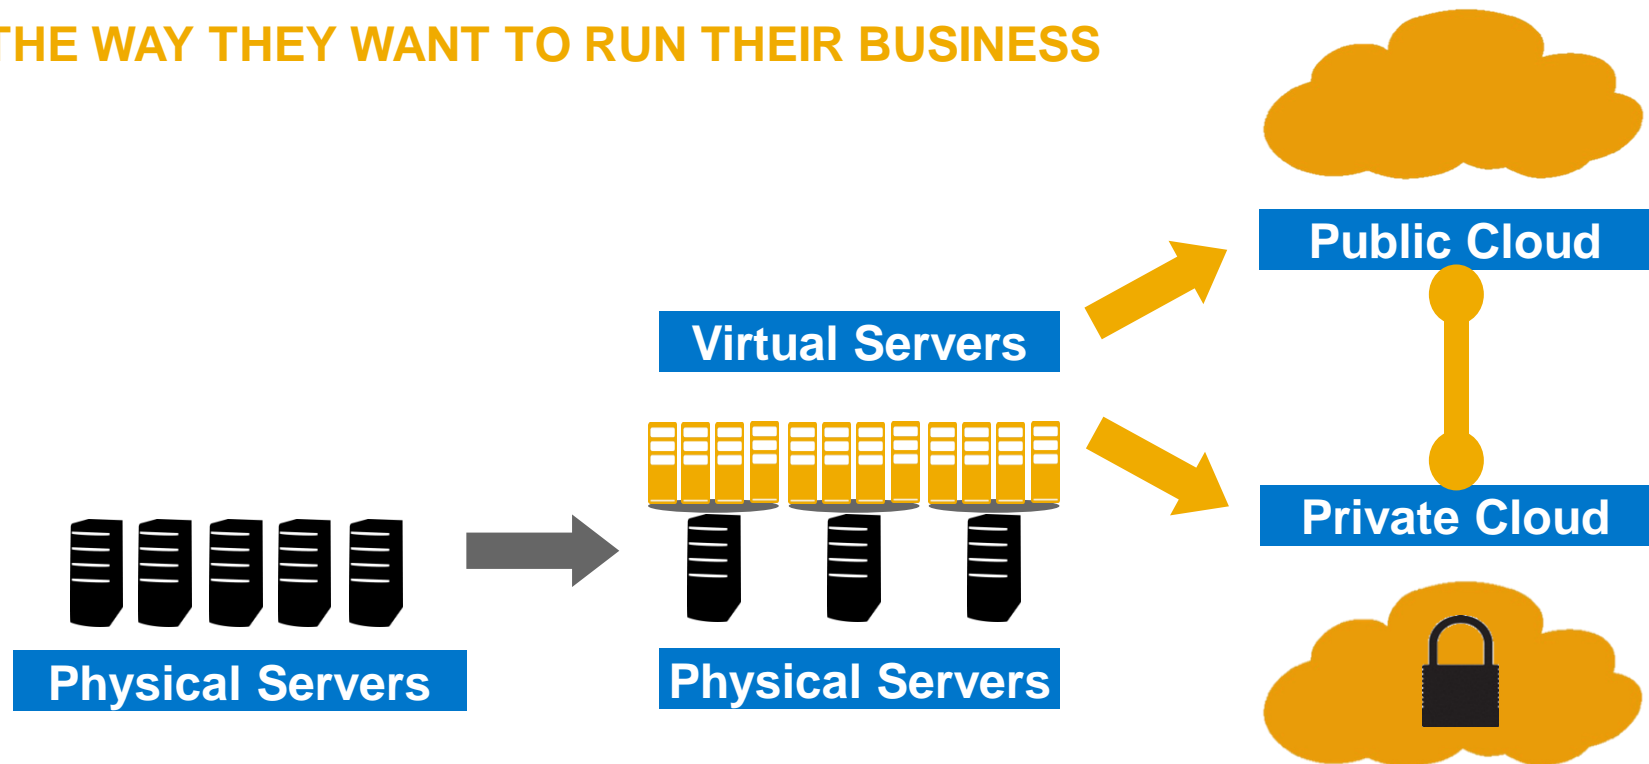 THE WAY THEY WANT TO RUN THEIR BUSINESS
Public Cloud
Virtual Servers
Private Cloud
Physical Servers
Physical Servers